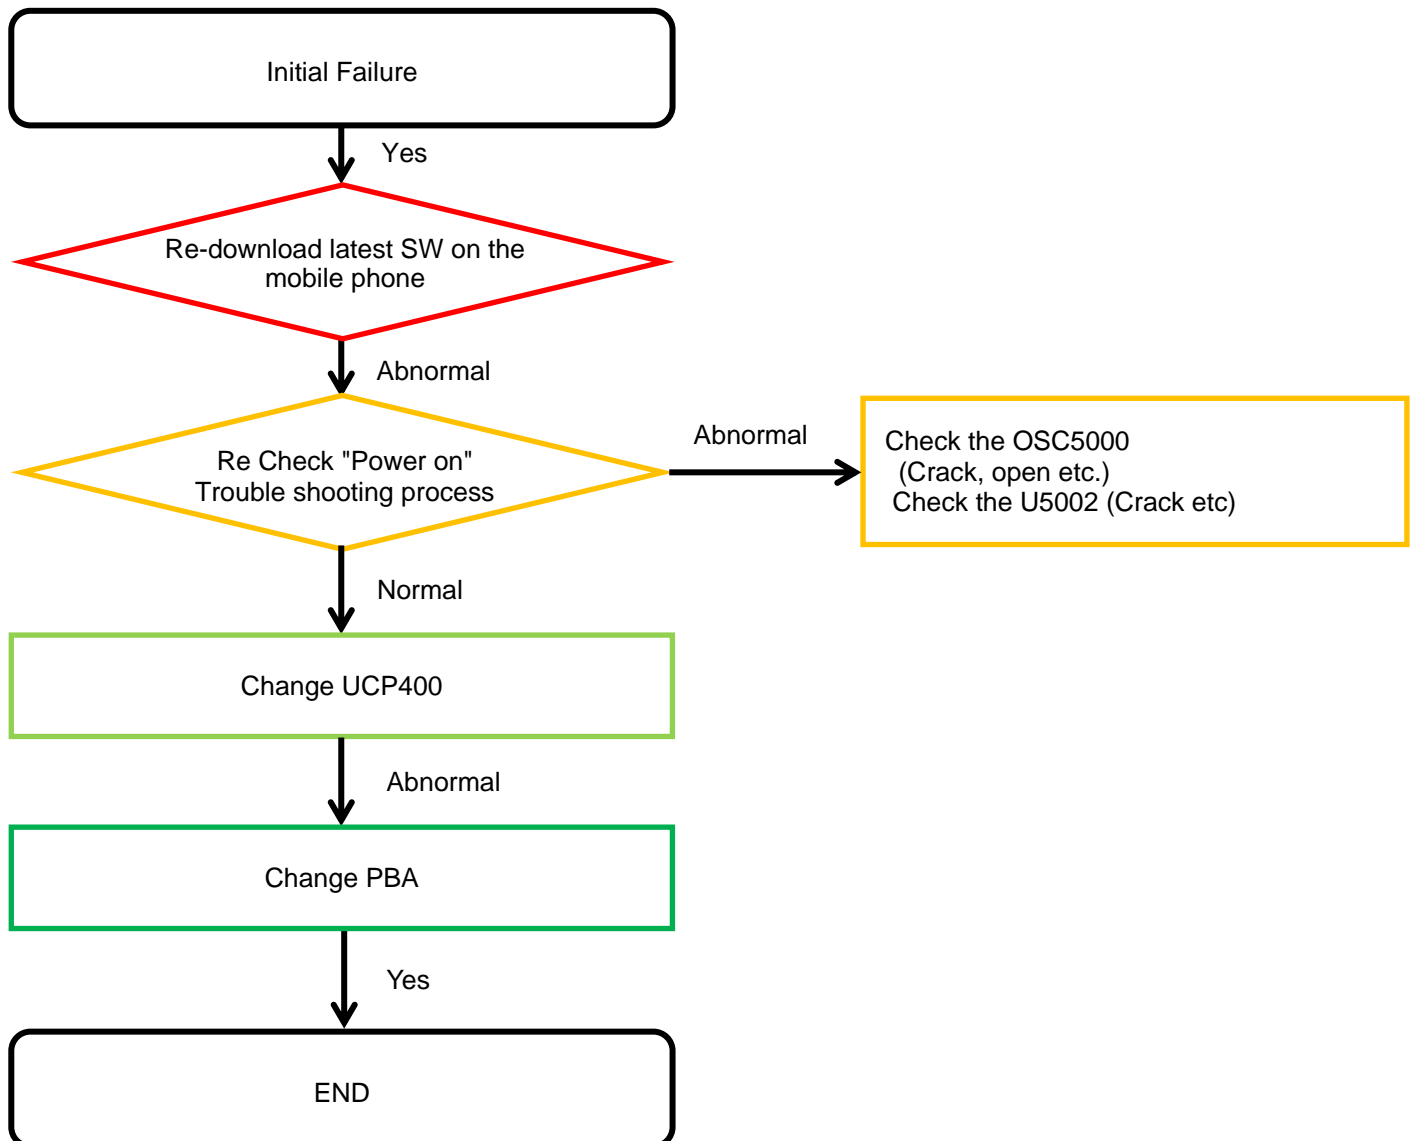 Initial Failure
Yes
Re-download latest SW on the
mobile phone
Abnormal
Re Check "Power on"
Trouble shooting process
Abnormal
Check the OSC5000
(Crack, open etc.)
Check the U5002 (Crack etc)
Normal
Change UCP400
Abnormal
Change PBA
Yes
END